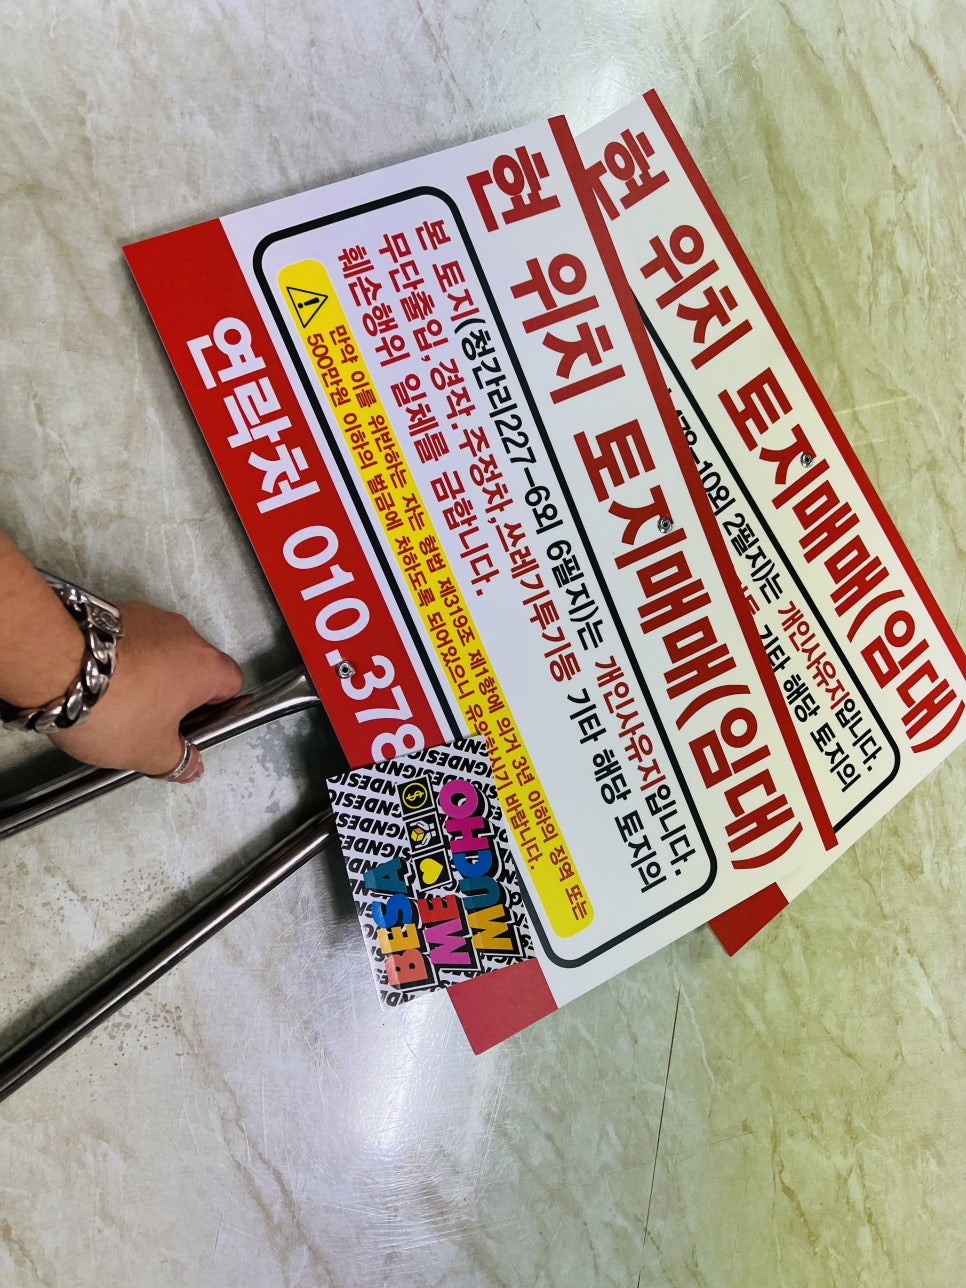 현 위치 토지매매(임대)
본 토지(청간리227-6외 6필지)는 개인사유지입니다.
무단출입, 경작.주정차,쓰레기투기등 기타 해당 토지의
훼손행위 일체를 금합니다.
만약 이를 위반하는 자는 형법 제319조 제1항에 의거 3년 이하의 징역 또는
500만원 이하의 벌금에 처하도록 되어있으니 유의하시기 바랍니다.
연락처 010-378
현 위치 토지매매(임대)
-10외 2필지)는 개인사유지입니다.
기타 해당 토지의
BESA
ME
MUCHO